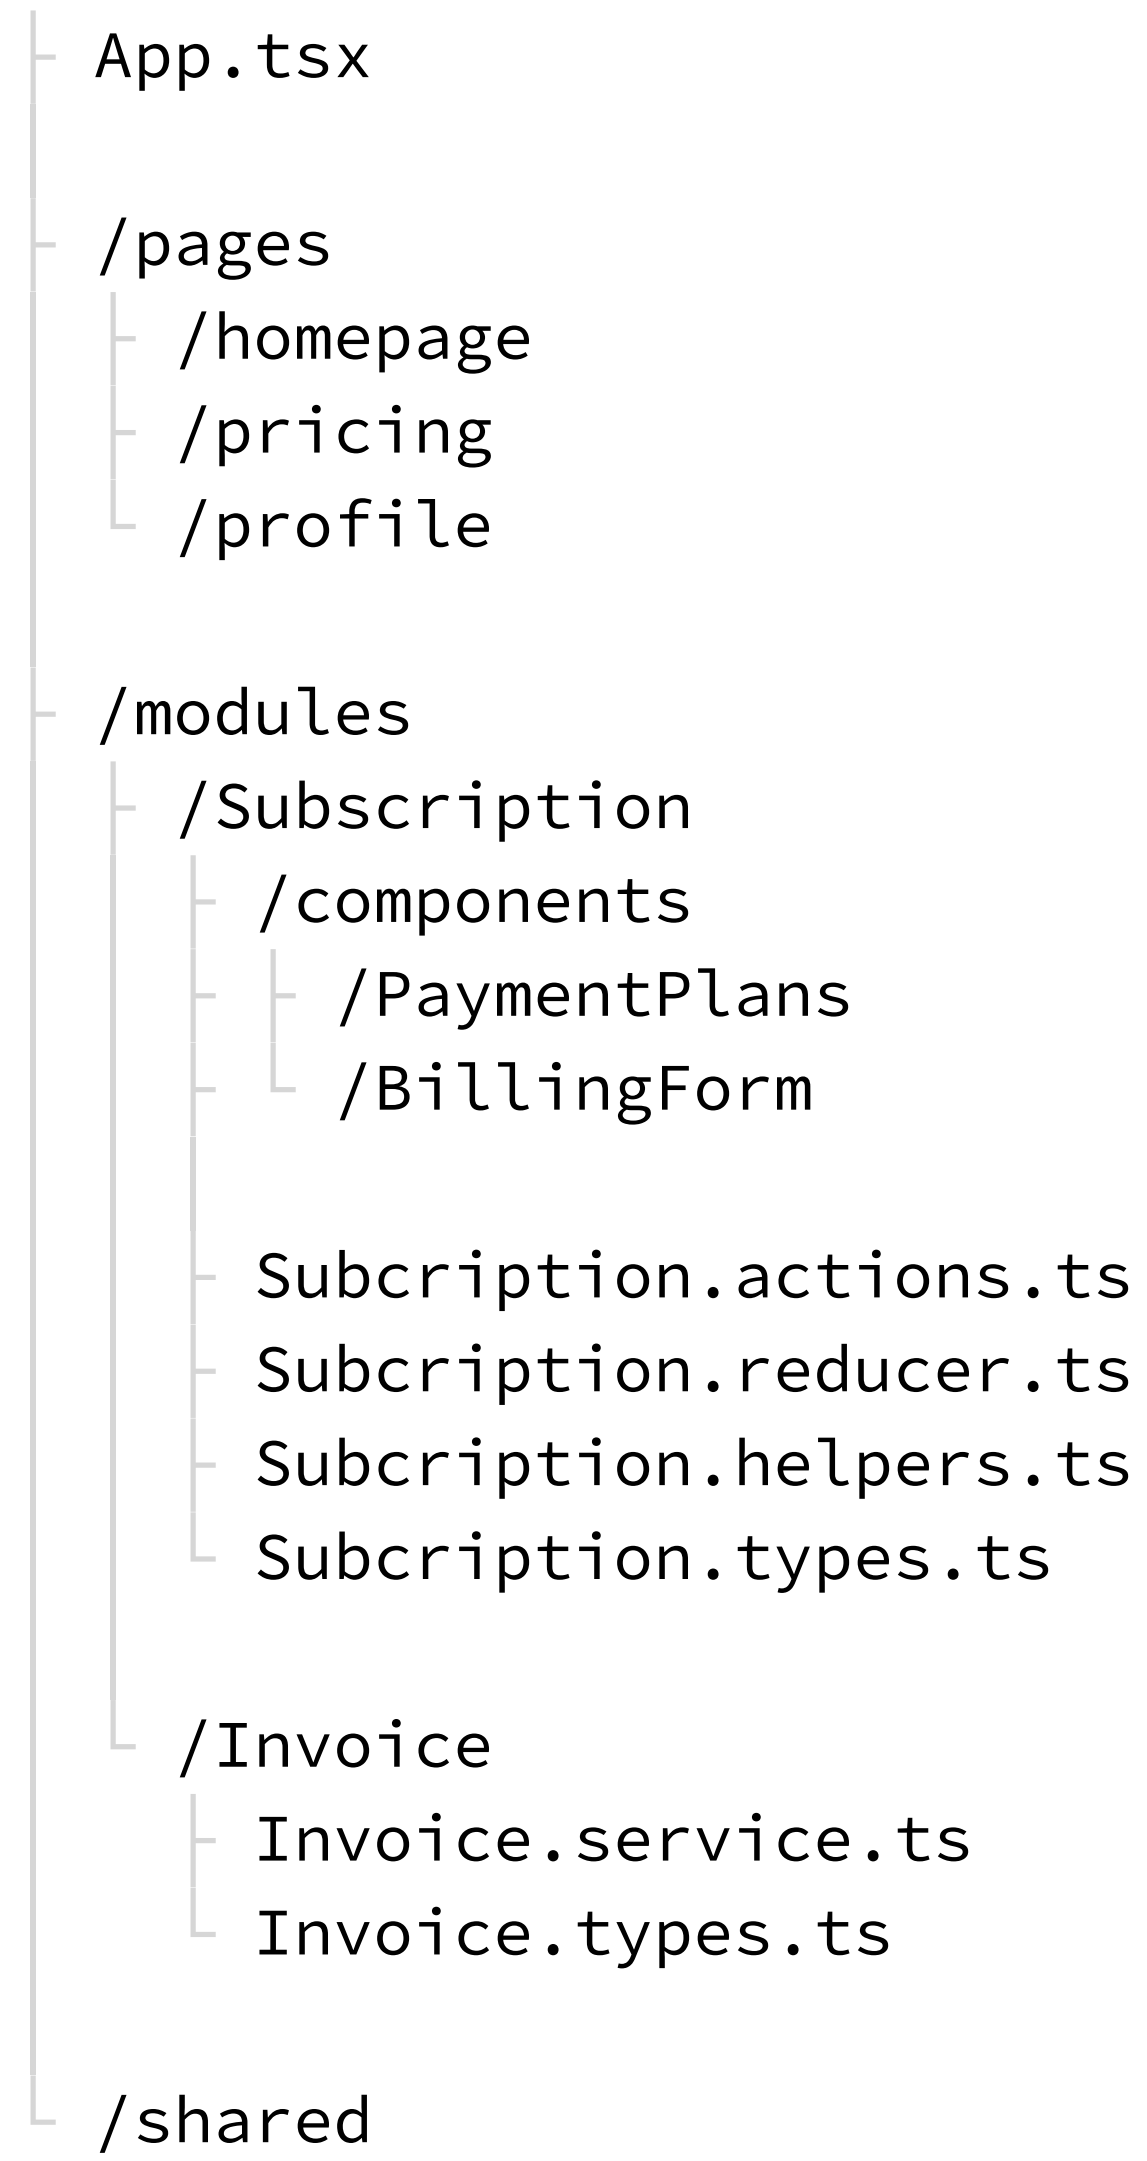 App.tsx
/pages
/homepage
/pricing
/profile
/modules
/Subscription
/components
/PaymentPlans
/BillingForm
Subcription.actions.ts
Subcription.reducer.ts
Subcription.helpers.ts
Subcription.types.ts
/Invoice
Invoice.service.ts
Invoice.types.ts
/shared